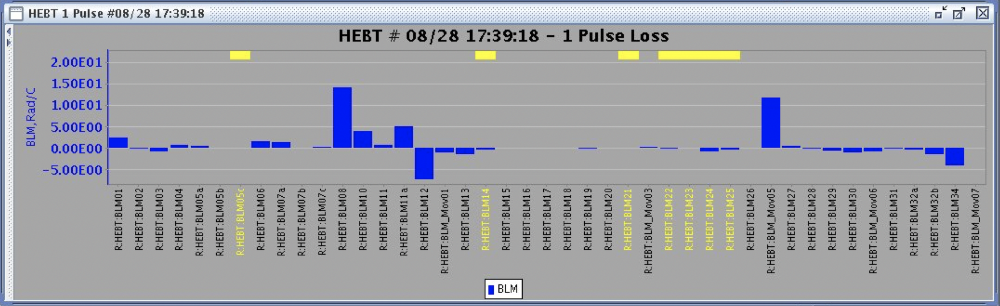 HEBT 1 Pulse #08/28 17:39:18
HEBT # 08/28 17:39:18 - 1 Pulse Loss
BLM,Rad/C
2.00E01
1.50E01
1.00E01
5.00E00
0.00E00
-5.00E00
R:HEBT:BLM01
R:HEBT:BLM02
R:HEBT:BLM03
R:HEBT:BLM04
R:HEBT:BLM05a
R:HEBT:BLM05b
R:HEBT:BLM05c
R:HEBT:BLM06
R:HEBT:BLM07a
R:HEBT:BLM07b
R:HEBT:BLM07c
R:HEBT:BLM08
R:HEBT:BLM10
R:HEBT:BLM11
R:HEBT:BLM11a
R:HEBT:BLM12
R:HEBT:BLM_Mov01
R:HEBT:BLM13
R:HEBT:BLM14
R:HEBT:BLM15
R:HEBT:BLM16
R:HEBT:BLM17
R:HEBT:BLM18
R:HEBT:BLM19
R:HEBT:BLM20
R:HEBT:BLM21
R:HEBT:BLM_Mov03
R:HEBT:BLM22
R:HEBT:BLM23
R:HEBT:BLM24
R:HEBT:BLM25
R:HEBT:BLM26
R:HEBT:BLM_Mov05
R:HEBT:BLM27
R:HEBT:BLM28
R:HEBT:BLM29
R:HEBT:BLM30
R:HEBT:BLM_Mov06
R:HEBT:BLM31
R:HEBT:BLM32a
R:HEBT:BLM32b
R:HEBT:BLM34
R:HEBT:BLM_Mov07
BLM